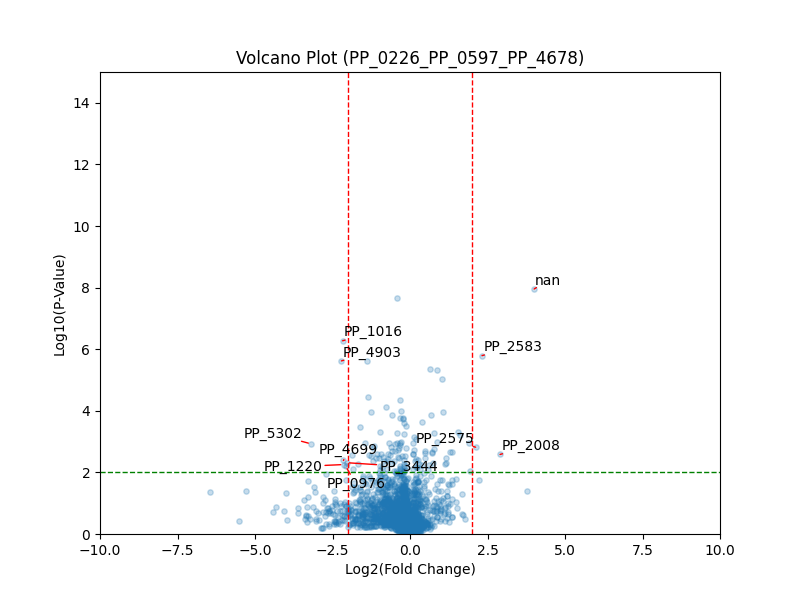 Volcano Plot (PP_0226_PP_0597_PP_4678)
14
12
10
8
6
4
2
0
Log10(P-Value)
nan
PP_1016
PP_2583
PP_4903
PP_5302
PP_2575
PP_2008
PP_4699
PP_1220
PP_3444
PP_0976
−10.0
−7.5
−5.0
−2.5
0.0
2.5
5.0
7.5
10.0
Log2(Fold Change)